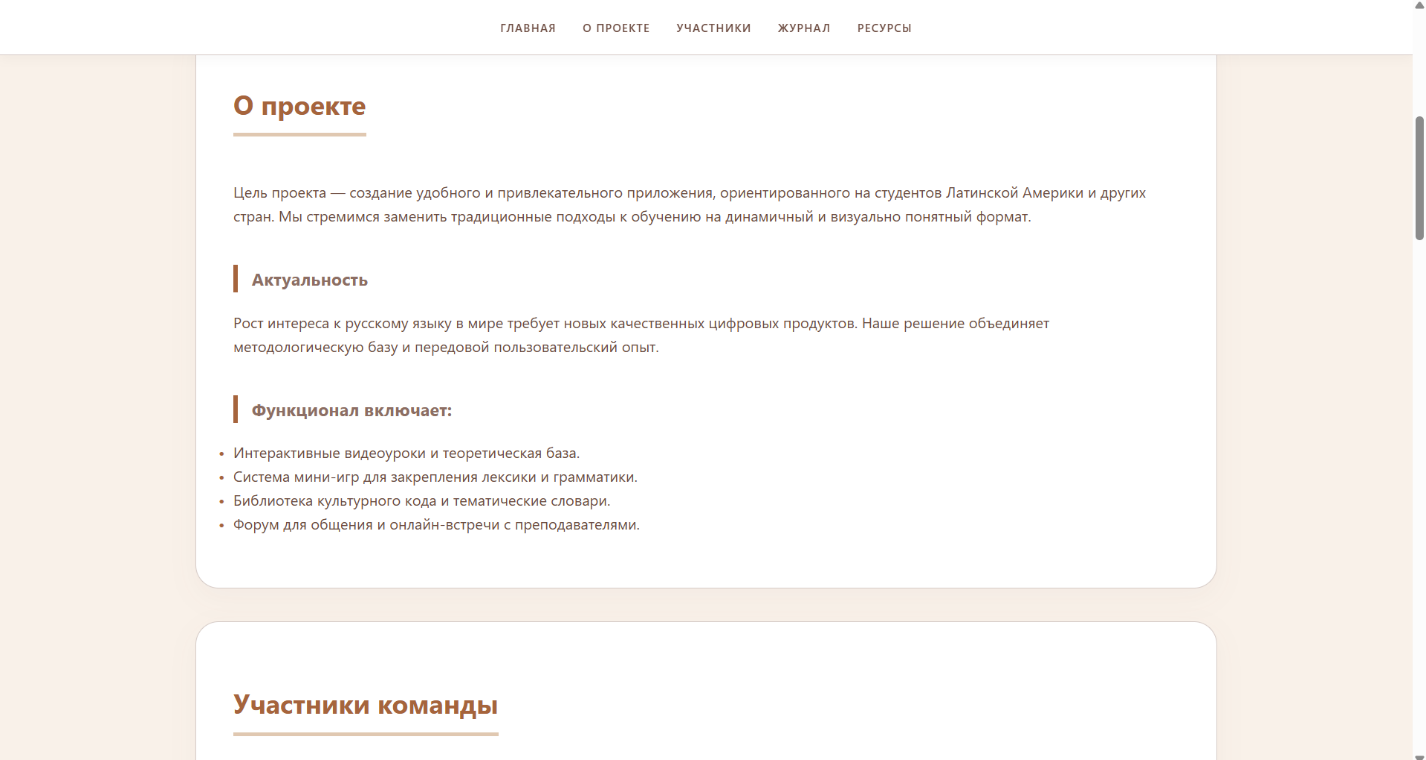 ГЛАВНАЯ О ПРОЕКТЕ УЧАСТНИКИ ЖУРНАЛ РЕСУРСЫ
О проекте
Цель проекта — создание удобного и привлекательного приложения, ориентированного на студентов Латинской Америки и других
стран. Мы стремимся заменить традиционные подходы к обучению на динамичный и визуально понятный формат.
Актуальность
Рост интереса к русскому языку в мире требует новых качественных цифровых продуктов. Наше решение объединяет
методологическую базу и передовой пользовательский опыт.
Функционал включает:
• Интерактивные видеоуроки и теоретическая база.
• Система мини-игр для закрепления лексики и грамматики.
• Библиотека культурного кода и тематические словари.
• Форум для общения и онлайн-встречи с преподавателями.
Участники команды